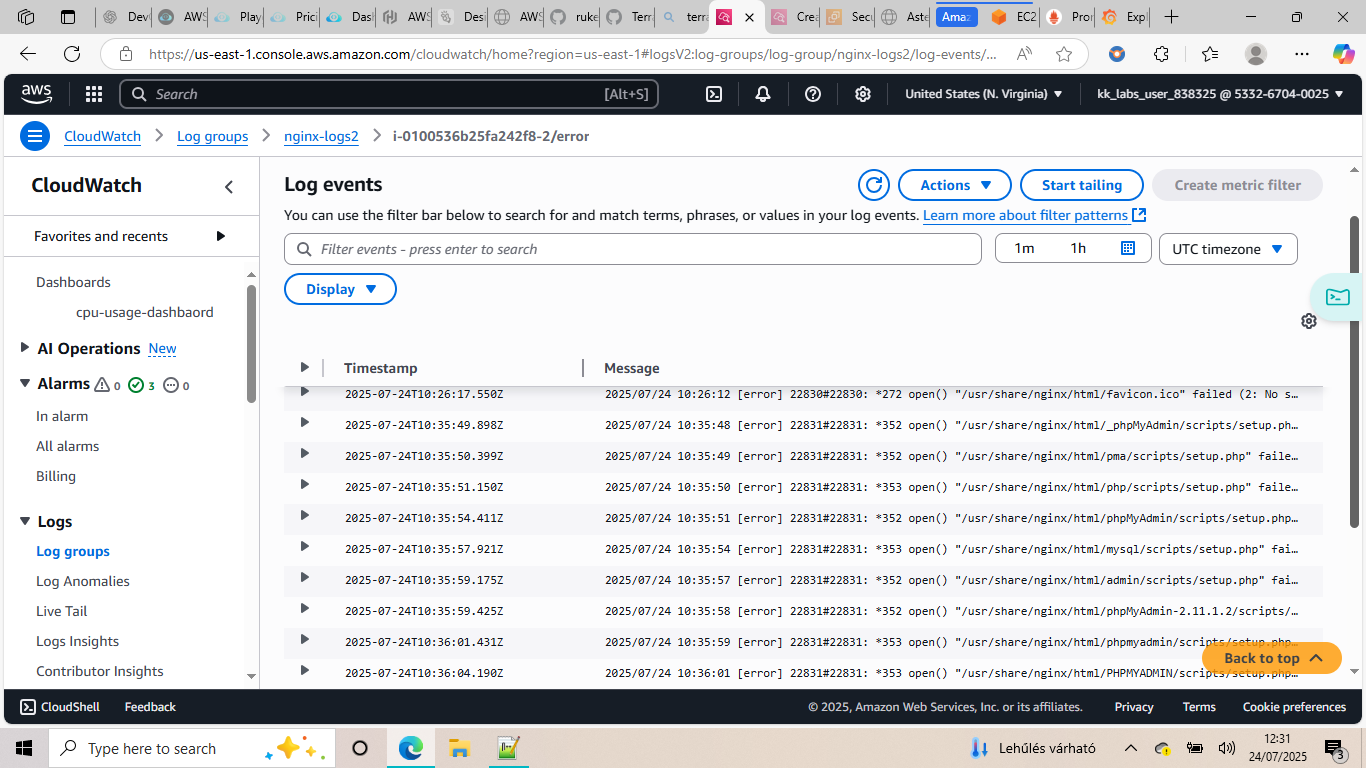 DevO
AWS
Play
Prici
Dash
AWS
Desi
AWS
ruke
Terra
terra
Crea
Secu
Aste
Amaz
EC2
Pro
Expl
https://us-east-1.console.aws.amazon.com/cloudwatch/home?region=us-east-1#logsV2:log-groups/log-group/nginx-logs2/log-events/...
aws
Search [Alt+S]
United States (N. Virginia)
kk_labs_user_838325 @ 5332-6704-0025
CloudWatch
Log groups
nginx-logs2
i-0100536b25fa242f8-2/error
CloudWatch
Favorites and recents
Dashboards
cpu-usage-dashbaord
AI Operations New
Alarms 0 3 0
In alarm
All alarms
Billing
Logs
Log groups
Log Anomalies
Live Tail
Logs Insights
Contributor Insights
Log events
Actions
Start tailing
Create metric filter
You can use the filter bar below to search for and match terms, phrases, or values in your log events. Learn more about filter patterns
Filter events - press enter to search
1m 1h
UTC timezone
Display
Timestamp Message
2025-07-24T10:26:17.550Z 2025/07/24 10:26:12 [error] 22830#22830: *272 open() "/usr/share/nginx/html/favicon.ico" failed (2: No s…
2025-07-24T10:35:49.898Z 2025/07/24 10:35:48 [error] 22831#22831: *352 open() "/usr/share/nginx/html/_phpMyAdmin/scripts/setup.ph…
2025-07-24T10:35:50.399Z 2025/07/24 10:35:49 [error] 22831#22831: *352 open() "/usr/share/nginx/html/pma/scripts/setup.php" faile…
2025-07-24T10:35:51.150Z 2025/07/24 10:35:50 [error] 22831#22831: *353 open() "/usr/share/nginx/html/php/scripts/setup.php" faile…
2025-07-24T10:35:54.411Z 2025/07/24 10:35:51 [error] 22831#22831: *352 open() "/usr/share/nginx/html/phpMyAdmin/scripts/setup.php…
2025-07-24T10:35:57.921Z 2025/07/24 10:35:54 [error] 22831#22831: *353 open() "/usr/share/nginx/html/mysql/scripts/setup.php" fai…
2025-07-24T10:35:59.175Z 2025/07/24 10:35:57 [error] 22831#22831: *352 open() "/usr/share/nginx/html/admin/scripts/setup.php" fai…
2025-07-24T10:35:59.425Z 2025/07/24 10:35:58 [error] 22831#22831: *352 open() "/usr/share/nginx/html/phpMyAdmin-2.11.1.2/scripts/…
2025-07-24T10:36:01.431Z 2025/07/24 10:35:59 [error] 22831#22831: *353 open() "/usr/share/nginx/html/phpmyadmin/scripts/setup.php…
2025-07-24T10:36:04.190Z 2025/07/24 10:36:01 [error] 22831#22831: *353 open() "/usr/share/nginx/html/PHPMYADMIN/scripts/setup.php…
Back to top
CloudShell Feedback
© 2025, Amazon Web Services, Inc. or its affiliates.
Privacy Terms Cookie preferences
Type here to search
Lehűlés várható
12:31
24/07/2025
3